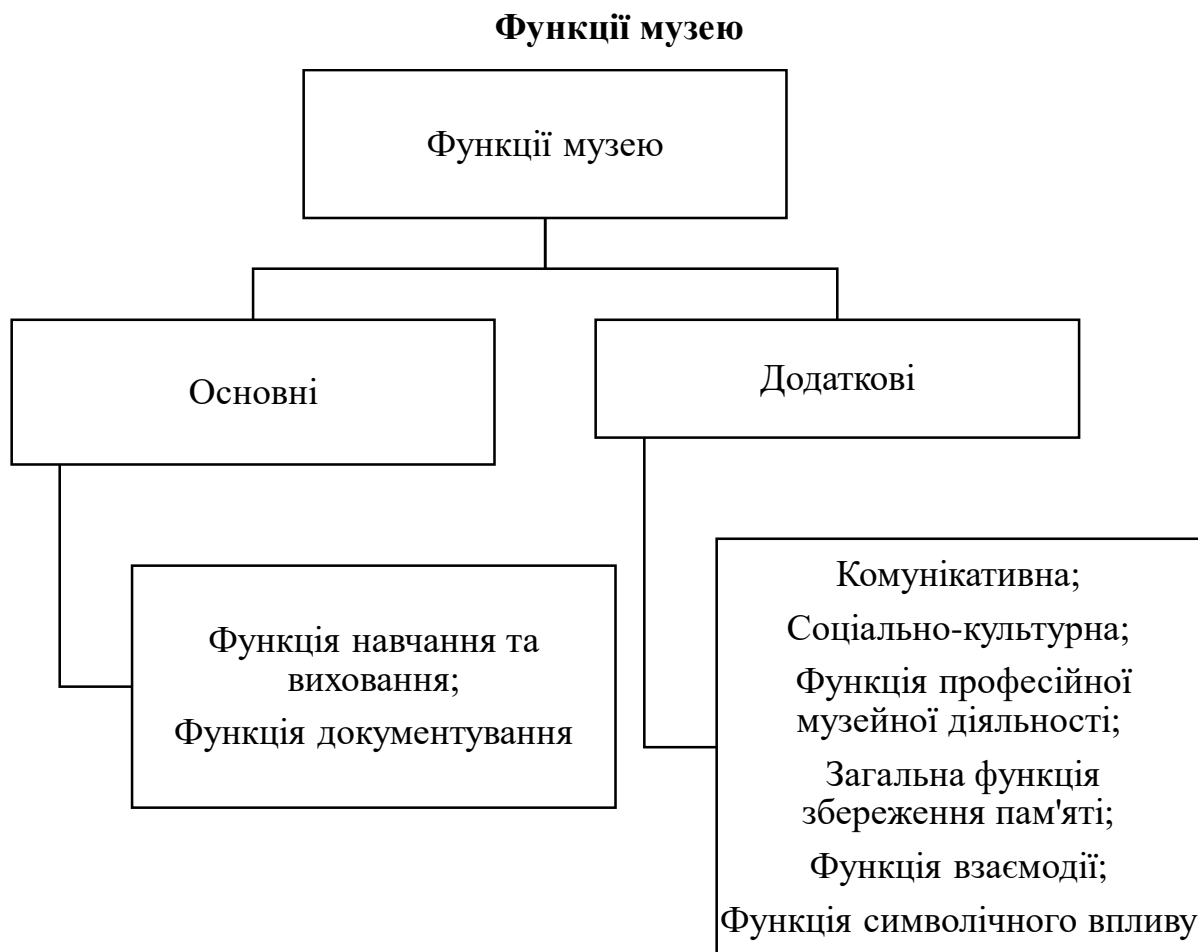 Функції музею
Функції музею
Основні
Додаткові
Функція навчання та
виховання;
Функція документування
Комунікативна;
Соціально-культурна;
Функція професійної
музейної діяльності;
Загальна функція
збереження пам'яті;
Функція взаємодії;
Функція символічного впливу